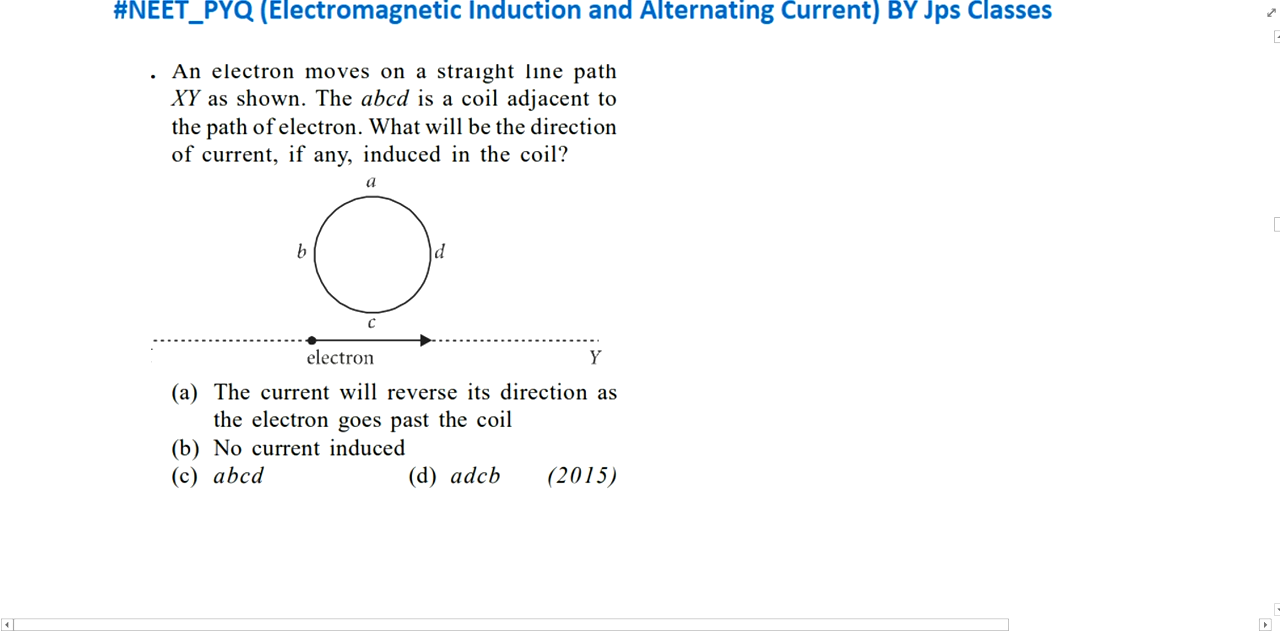 #NEET_PYQ (Electromagnetic Induction and Alternating Current) BY Jps Classes
. An electron moves on a straight line path
XY as shown. The abcd is a coil adjacent to
the path of electron. What will be the direction
of current, if any, induced in the coil?
a
b
d
c
electron
Y
(a) The current will reverse its direction as
the electron goes past the coil
(b) No current induced
(c) abcd (d) adcb (2015)